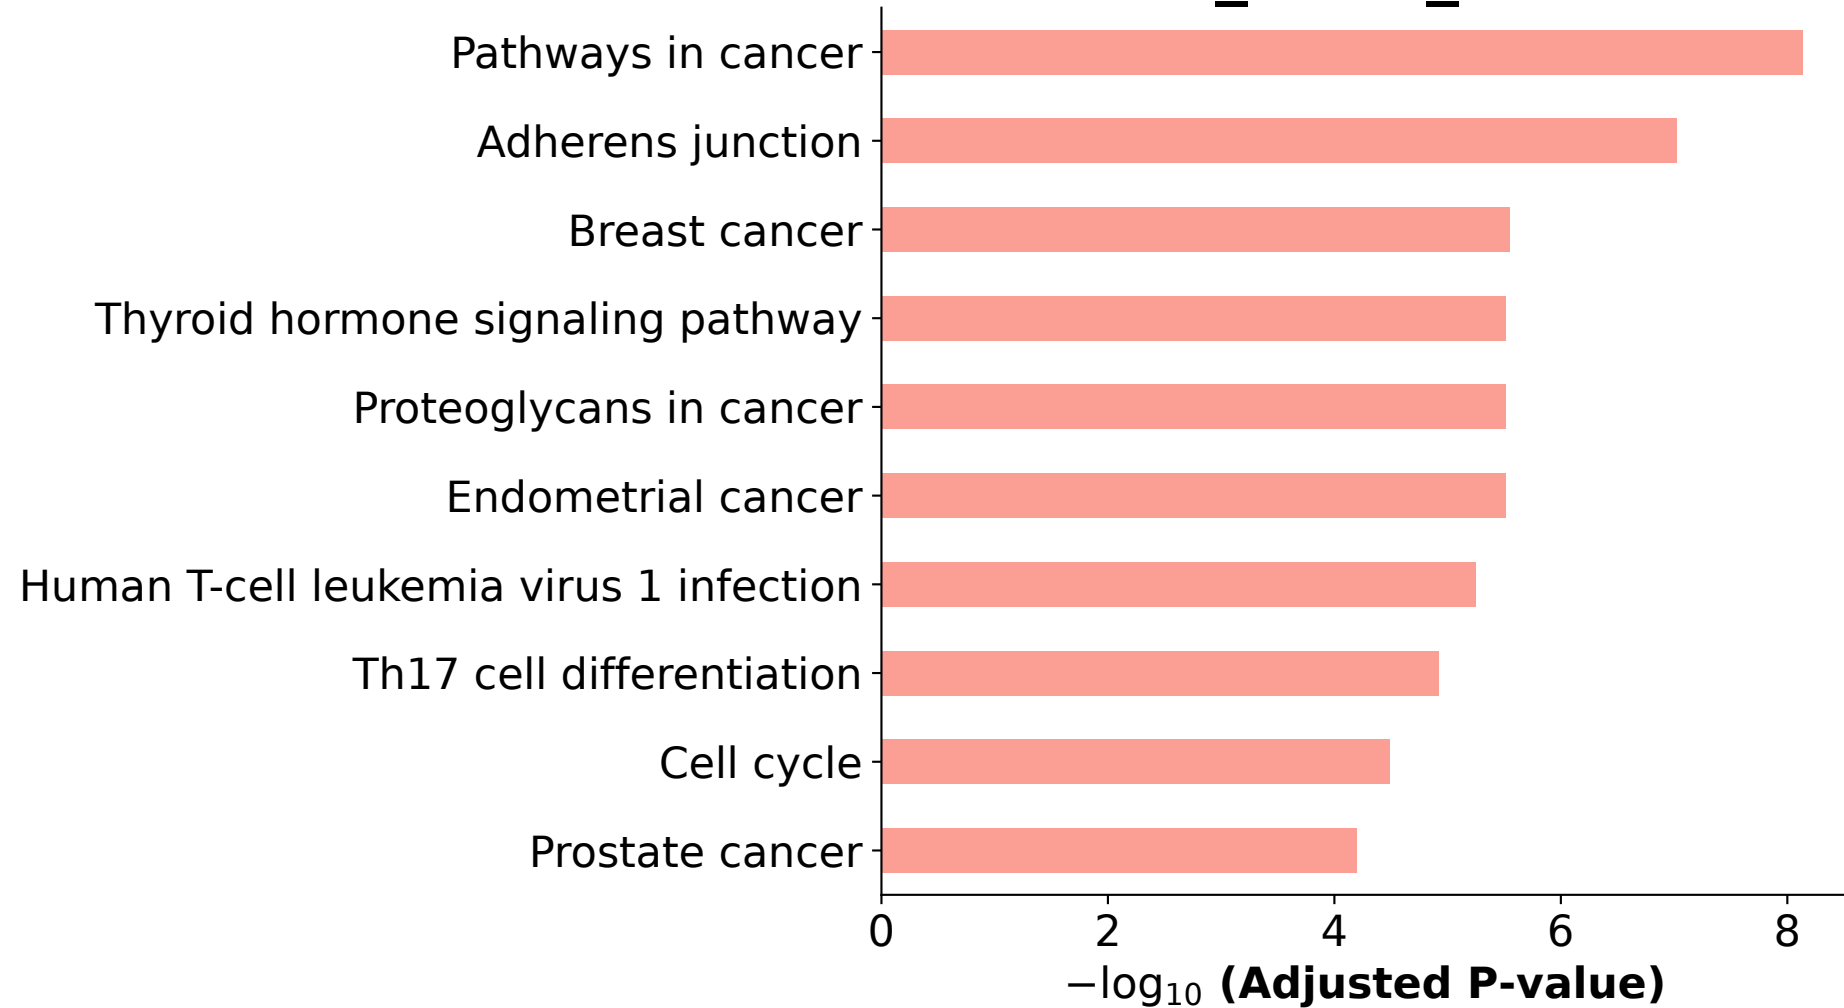 Pathways in cancer
Adherens junction
Breast cancer
Thyroid hormone signaling pathway
Proteoglycans in cancer
Endometrial cancer
Human T-cell leukemia virus 1 infection
Th17 cell differentiation
Cell cycle
Prostate cancer
0 2 4 6 8
−log₁₀ (Adjusted P-value)